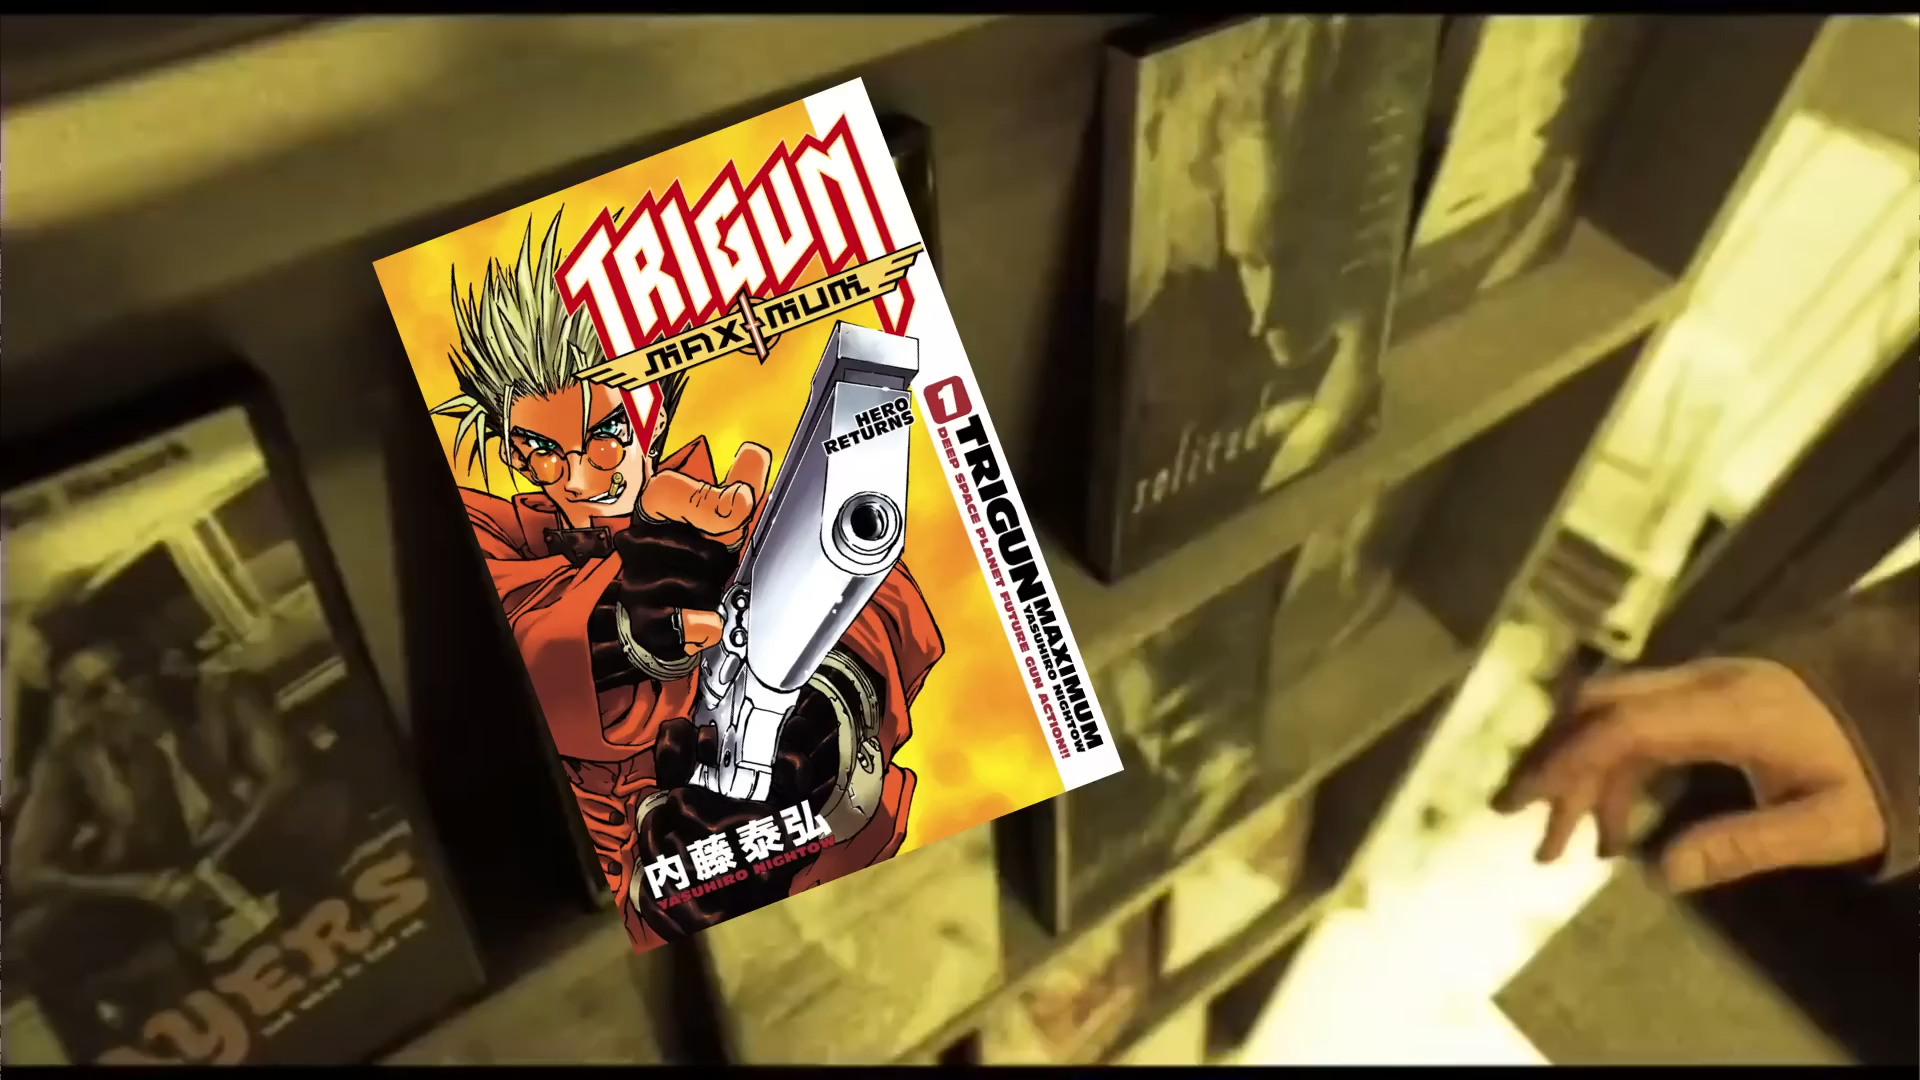 TRIGUN
MAXIMUM
HERO
RETURNS
1 TRIGUN MAXIMUM
YASUHIRO NIGHTOW
DEEP SPACE PLANET FUTURE GUN ACTION!!
内藤泰弘
YASUHIRO NIGHTOW
solitude
AYERS